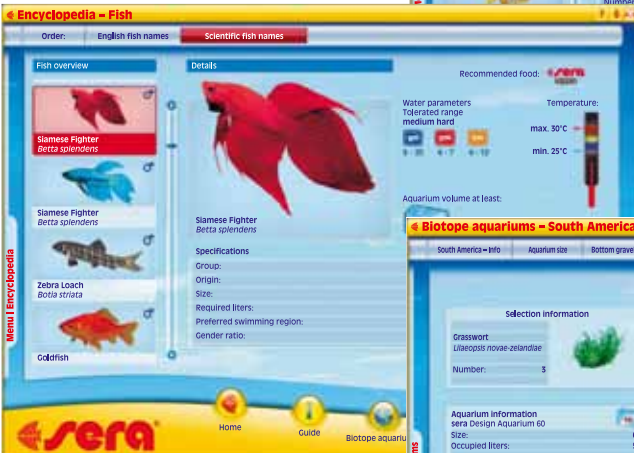 Encyclopedia – Fish
Order:
English fish names
Scientific fish names
Fish overview
Siamese Fighter
Betta splendens
Siamese Fighter
Betta splendens
Zebra Loach
Botia striata
Goldfish
Menu | Encyclopedia
Details
Siamese Fighter
Betta splendens
Specifications
Group:
Origin:
Size:
Required liters:
Preferred swimming region:
Gender ratio:
Recommended food:
sera
Water parameters
Tolerated range
medium hard
Temperature:
max. 30°C
min. 25°C
Aquarium volume at least:
sera
Home
Guide
Biotope aquariu
Biotope aquariums – South America
South America – Info
Aquarium size
Bottom grave
Selection information
Grasswort
Lilaeopsis novae-zelandiae
Number:
3
Aquarium information
sera Design Aquarium 60
Size:
Occupied liters: